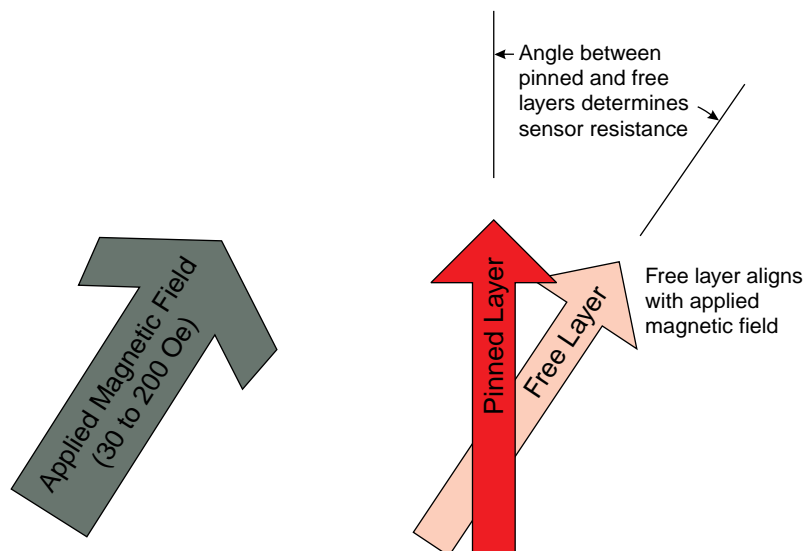 Angle between
pinned and free
layers determines
sensor resistance
Applied Magnetic Field
(30 to 200 Oe)
Pinned Layer
Free Layer
Free layer aligns
with applied
magnetic field